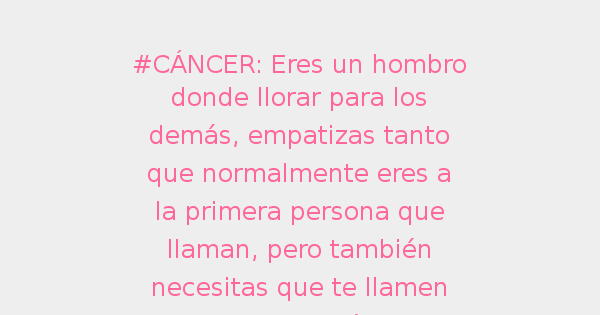 #CÁNCER: Eres un hombro
donde llorar para los
demás, empatizas tanto
que normalmente eres a
la primera persona que
llaman, pero también
necesitas que te llamen